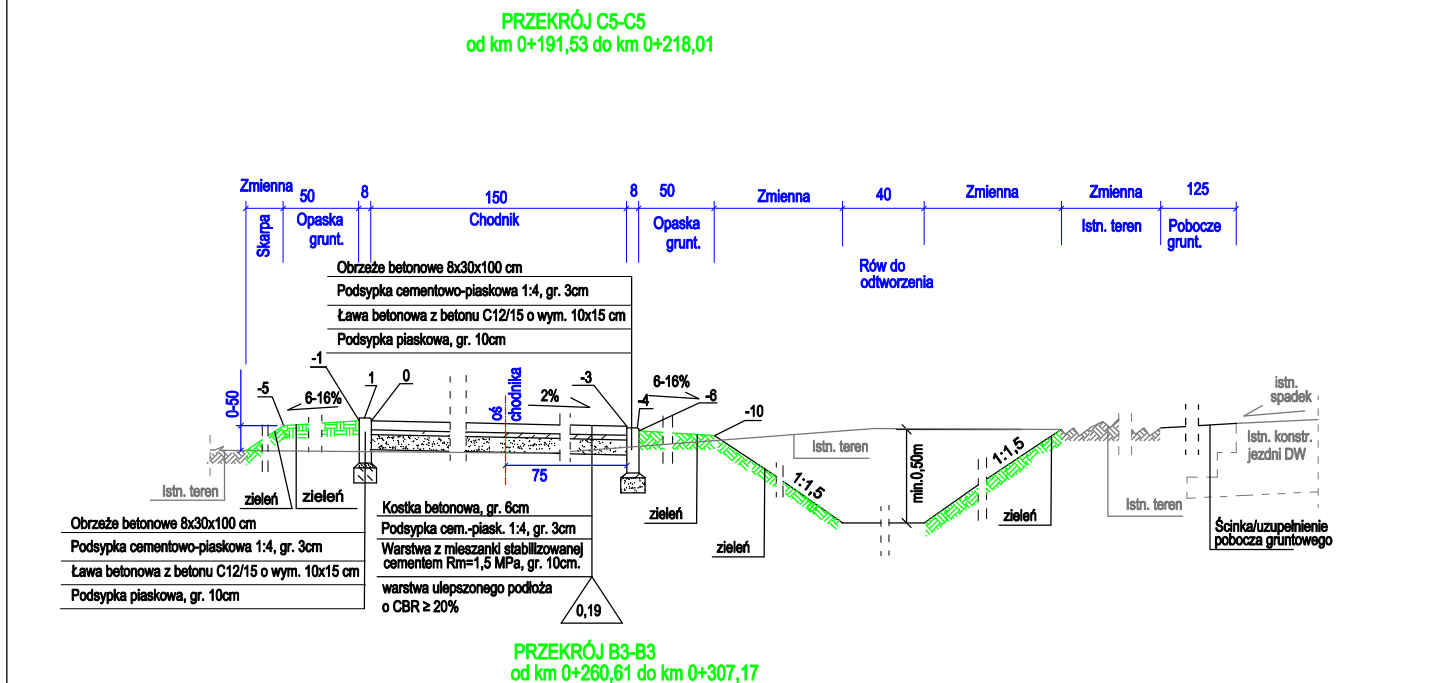 PRZEKRÓJ C5-C5
od km 0+191,53 do km 0+218,01
Zmienna
50
8
150
8
50
Zmienna
40
Zmienna
Zmienna
125
Skarpa
Opaska
grunt.
Chodnik
Opaska
grunt.
Rów do
odtworzenia
Istn. teren
Pobocze
grunt.
Obrzeże betonowe 8x30x100 cm
Podsypka cementowo-piaskowa 1:4, gr. 3cm
Ława betonowa z betonu C12/15 o wym. 10x15 cm
Podsypka piaskowa, gr. 10cm
0-50
-5
6-16%
-1
1
0
oś
chodnika
2%
-3
-4
6-16%
-6
-10
Istn. teren
1:1,5
min.0,50m
1:1,5
istn.
spadek
Istn. konstr.
jezdni DW
Istn. teren
75
Istn. teren
zieleń
zieleń
zieleń
zieleń
zieleń
Ścinka/uzupełnienie
pobocza gruntowego
Obrzeże betonowe 8x30x100 cm
Podsypka cementowo-piaskowa 1:4, gr. 3cm
Ława betonowa z betonu C12/15 o wym. 10x15 cm
Podsypka piaskowa, gr. 10cm
Kostka betonowa, gr. 6cm
Podsypka cem.-piask. 1:4, gr. 3cm
Warstwa z mieszanki stabilizowanej
cementem Rm=1,5 MPa, gr. 10cm.
warstwa ulepszonego podłoża
o CBR ≥ 20%
0,19
PRZEKRÓJ B3-B3
od km 0+260,61 do km 0+307,17